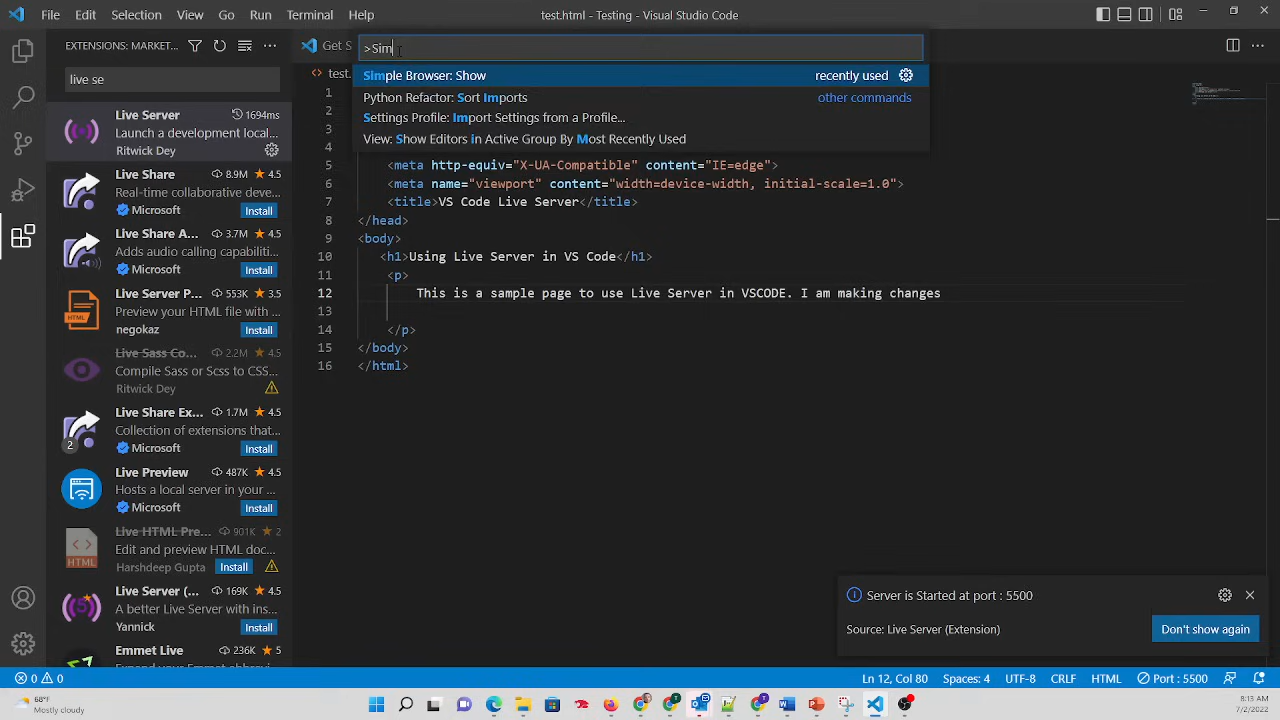 File Edit Selection View Go Run Terminal Help
test.html - Testing - Visual Studio Code
EXTENSIONS: MARKET...
live se
Live Server 1694ms
Launch a development local...
Ritwick Dey
Live Share 8.9M 4.5
Real-time collaborative deve...
Microsoft Install
Live Share A... 3.7M 4.5
Adds audio calling capabiliti...
Microsoft Install
Live Server P... 553K 3.5
Preview your HTML file with ...
negokaz Install
Live Sass Co... 2.2M 4.5
Compile Sass or Scss to CSS...
Ritwick Dey
Live Share Ex... 1.7M 4.5
Collection of extensions that...
2 Microsoft Install
Live Preview 487K 4.5
Hosts a local server in your ...
Microsoft Install
Live HTML Pre... 901K 2
Edit and preview HTML doc...
Harshdeep Gupta Install
Live Server (... 169K 4.5
A better Live Server with ins...
Yannick Install
Emmet Live 236K 5
Get S
>Sim
Simple Browser: Show recently used
Python Refactor: Sort Imports other commands
Settings Profile: Import Settings from a Profile...
View: Show Editors in Active Group By Most Recently Used
test.
1
2
3
4
5 <meta http-equiv="X-UA-Compatible" content="IE=edge">
6 <meta name="viewport" content="width=device-width, initial-scale=1.0">
7 <title>VS Code Live Server</title>
8 </head>
9 <body>
10 <h1>Using Live Server in VS Code</h1>
11 <p>
12 This is a sample page to use Live Server in VSCODE. I am making changes
13
14 </p>
15 </body>
16 </html>
Server is Started at port : 5500
Source: Live Server (Extension) Don't show again
0 0 Ln 12, Col 80 Spaces: 4 UTF-8 CRLF HTML Port : 5500
68°F
Mostly cloudy
8:13 AM
7/2/2022